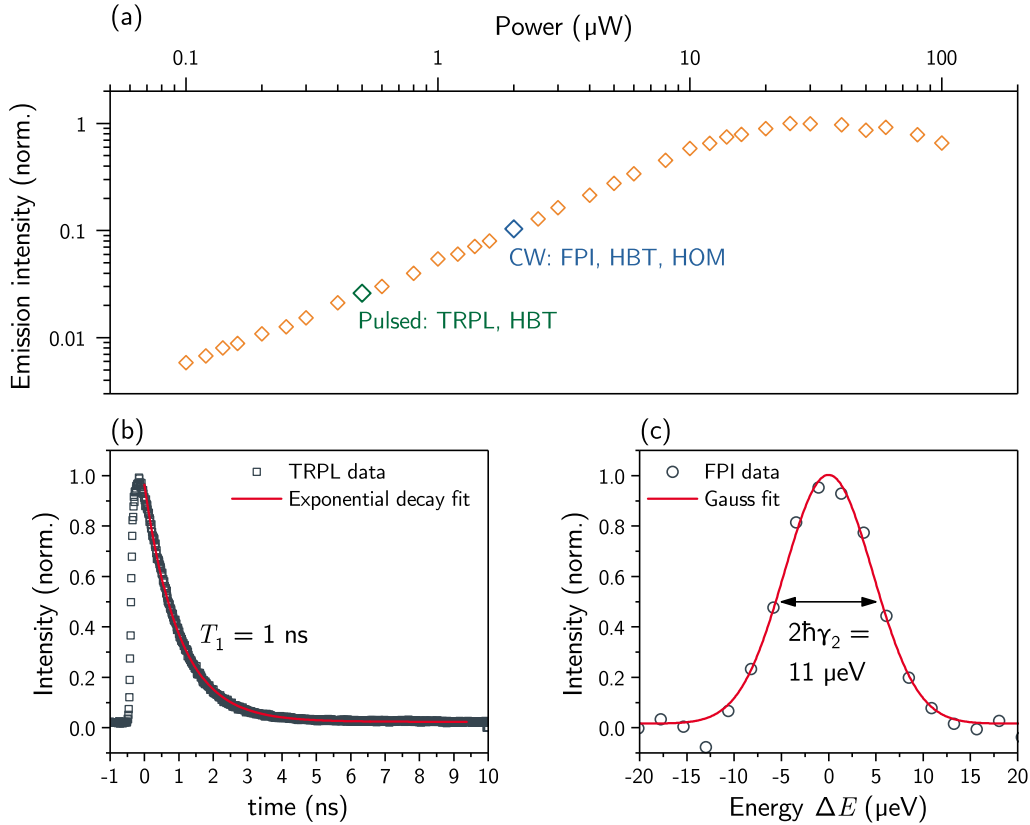 (a)
Power (µW)
0.1 1 10 100
Emission intensity (norm.)
1
0.1
0.01
CW: FPI, HBT, HOM
Pulsed: TRPL, HBT
(b)
Intensity (norm.)
1.0
0.8
0.6
0.4
0.2
0.0
TRPL data
Exponential decay fit
T₁ = 1 ns
-1 0 1 2 3 4 5 6 7 8 9 10
time (ns)
(c)
Intensity (norm.)
1.0
0.8
0.6
0.4
0.2
0.0
FPI data
Gauss fit
2ħγ₂ =
11 µeV
-20 -15 -10 -5 0 5 10 15 20
Energy ΔE (µeV)